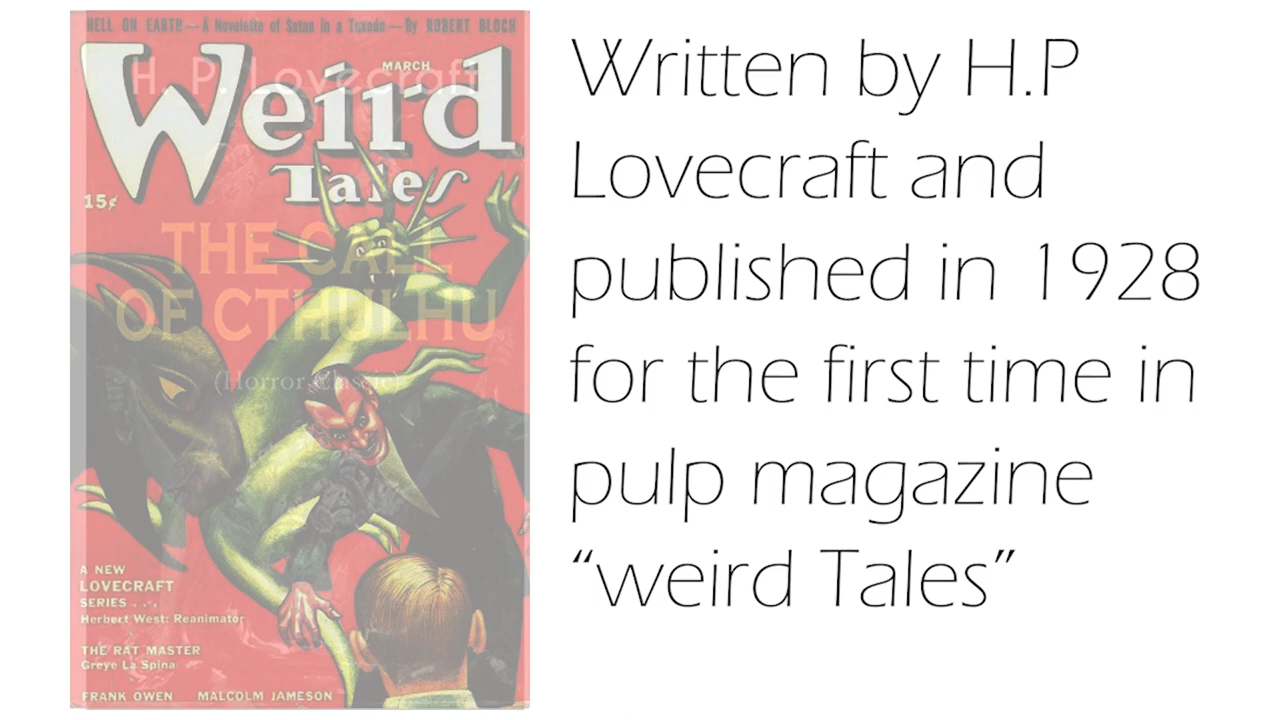 HELL ON EARTH—A Novelette of Satan in a Tuxedo—By ROBERT BLOCH
MARCH
H. P. Lovecraft
Weird
Tales
15¢
THE CALL
OF CTHULHU
(Horror Classic)
A NEW
LOVECRAFT
SERIES . . .,
Herbert West: Reanimator
THE RAT MASTER
Greye La Spina
FRANK OWEN MALCOLM JAMESON
Written by H.P
Lovecraft and
published in 1928
for the first time in
pulp magazine
“weird Tales”